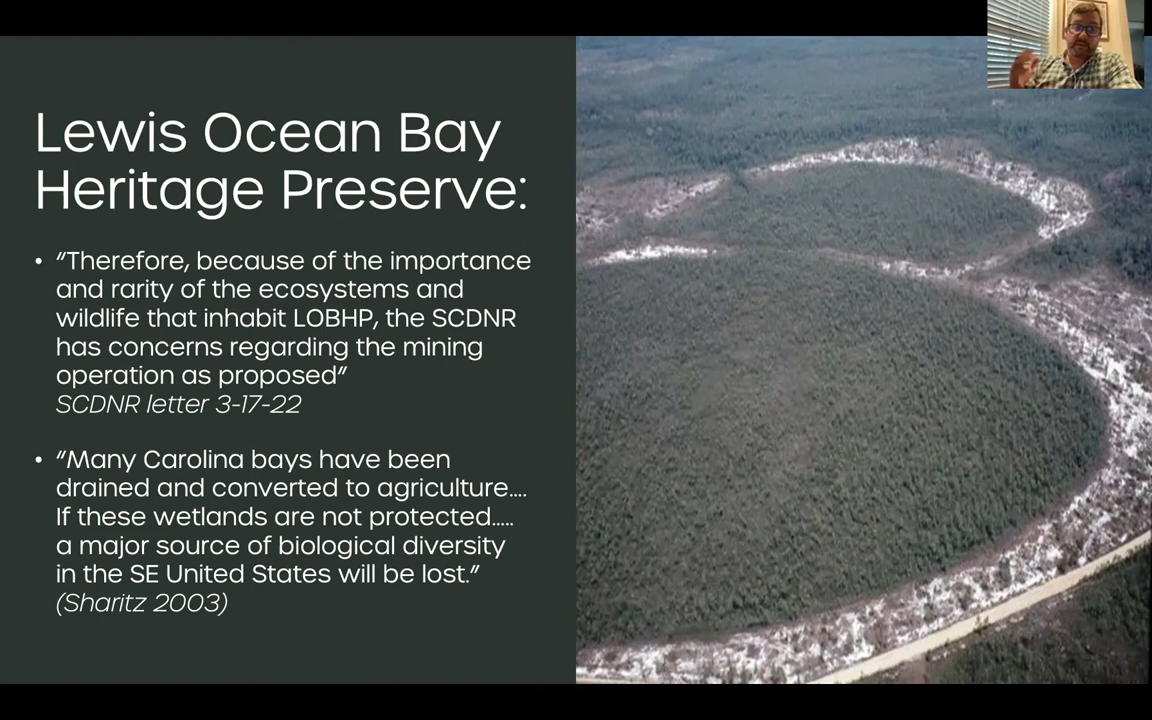 Lewis Ocean Bay
Heritage Preserve:
• “Therefore, because of the importance
and rarity of the ecosystems and
wildlife that inhabit LOBHP, the SCDNR
has concerns regarding the mining
operation as proposed”
SCDNR letter 3-17-22
• “Many Carolina bays have been
drained and converted to agriculture....
If these wetlands are not protected.....
a major source of biological diversity
in the SE United States will be lost.”
(Sharitz 2003)